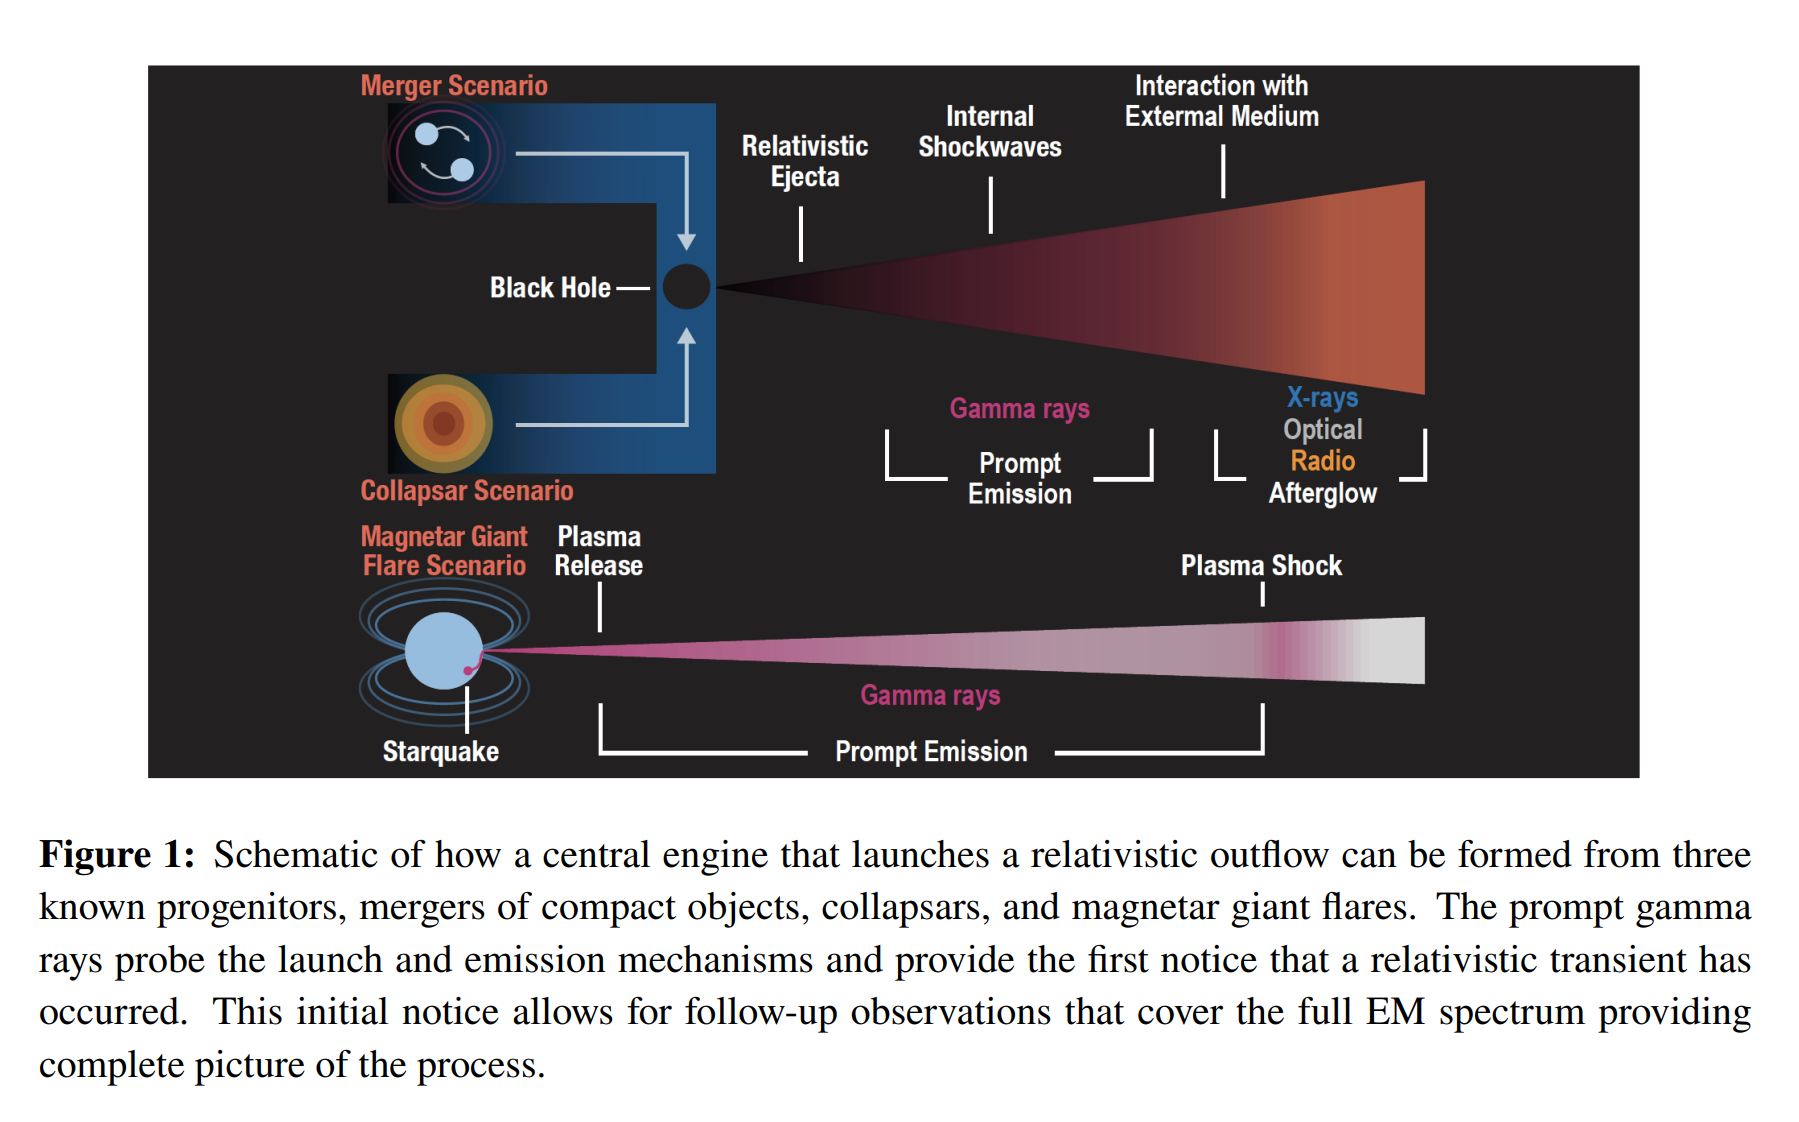 Merger Scenario
Interaction with
Extermal Medium
Internal
Shockwaves
Relativistic
Ejecta
Black Hole
Gamma rays
Prompt
Emission
X-rays
Optical
Radio
Afterglow
Collapsar Scenario
Magnetar Giant
Flare Scenario
Plasma
Release
Plasma Shock
Gamma rays
Starquake
Prompt Emission
Figure 1: Schematic of how a central engine that launches a relativistic outflow can be formed from three
known progenitors, mergers of compact objects, collapsars, and magnetar giant flares. The prompt gamma
rays probe the launch and emission mechanisms and provide the first notice that a relativistic transient has
occurred. This initial notice allows for follow-up observations that cover the full EM spectrum providing
complete picture of the process.